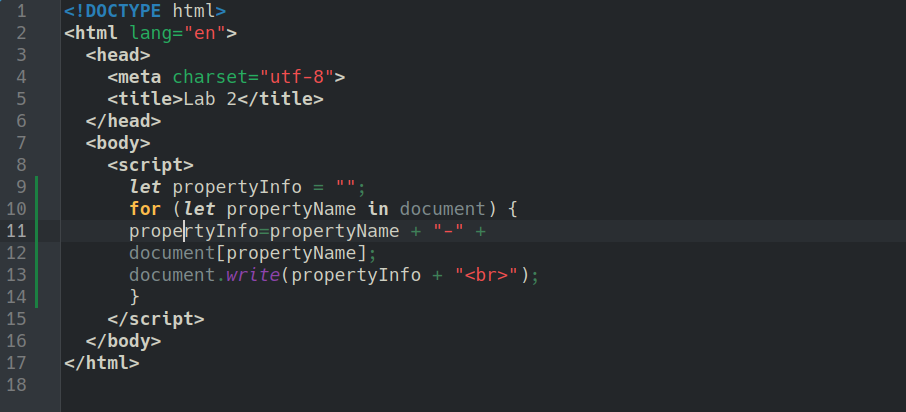 1 <!DOCTYPE html>
2 <html lang="en">
3   <head>
4     <meta charset="utf-8">
5     <title>Lab 2</title>
6   </head>
7   <body>
8     <script>
9       let propertyInfo = "";
10       for (let propertyName in document) {
11       propertyInfo=propertyName + "-" +
12       document[propertyName];
13       document.write(propertyInfo + "<br>");
14       }
15     </script>
16   </body>
17 </html>
18